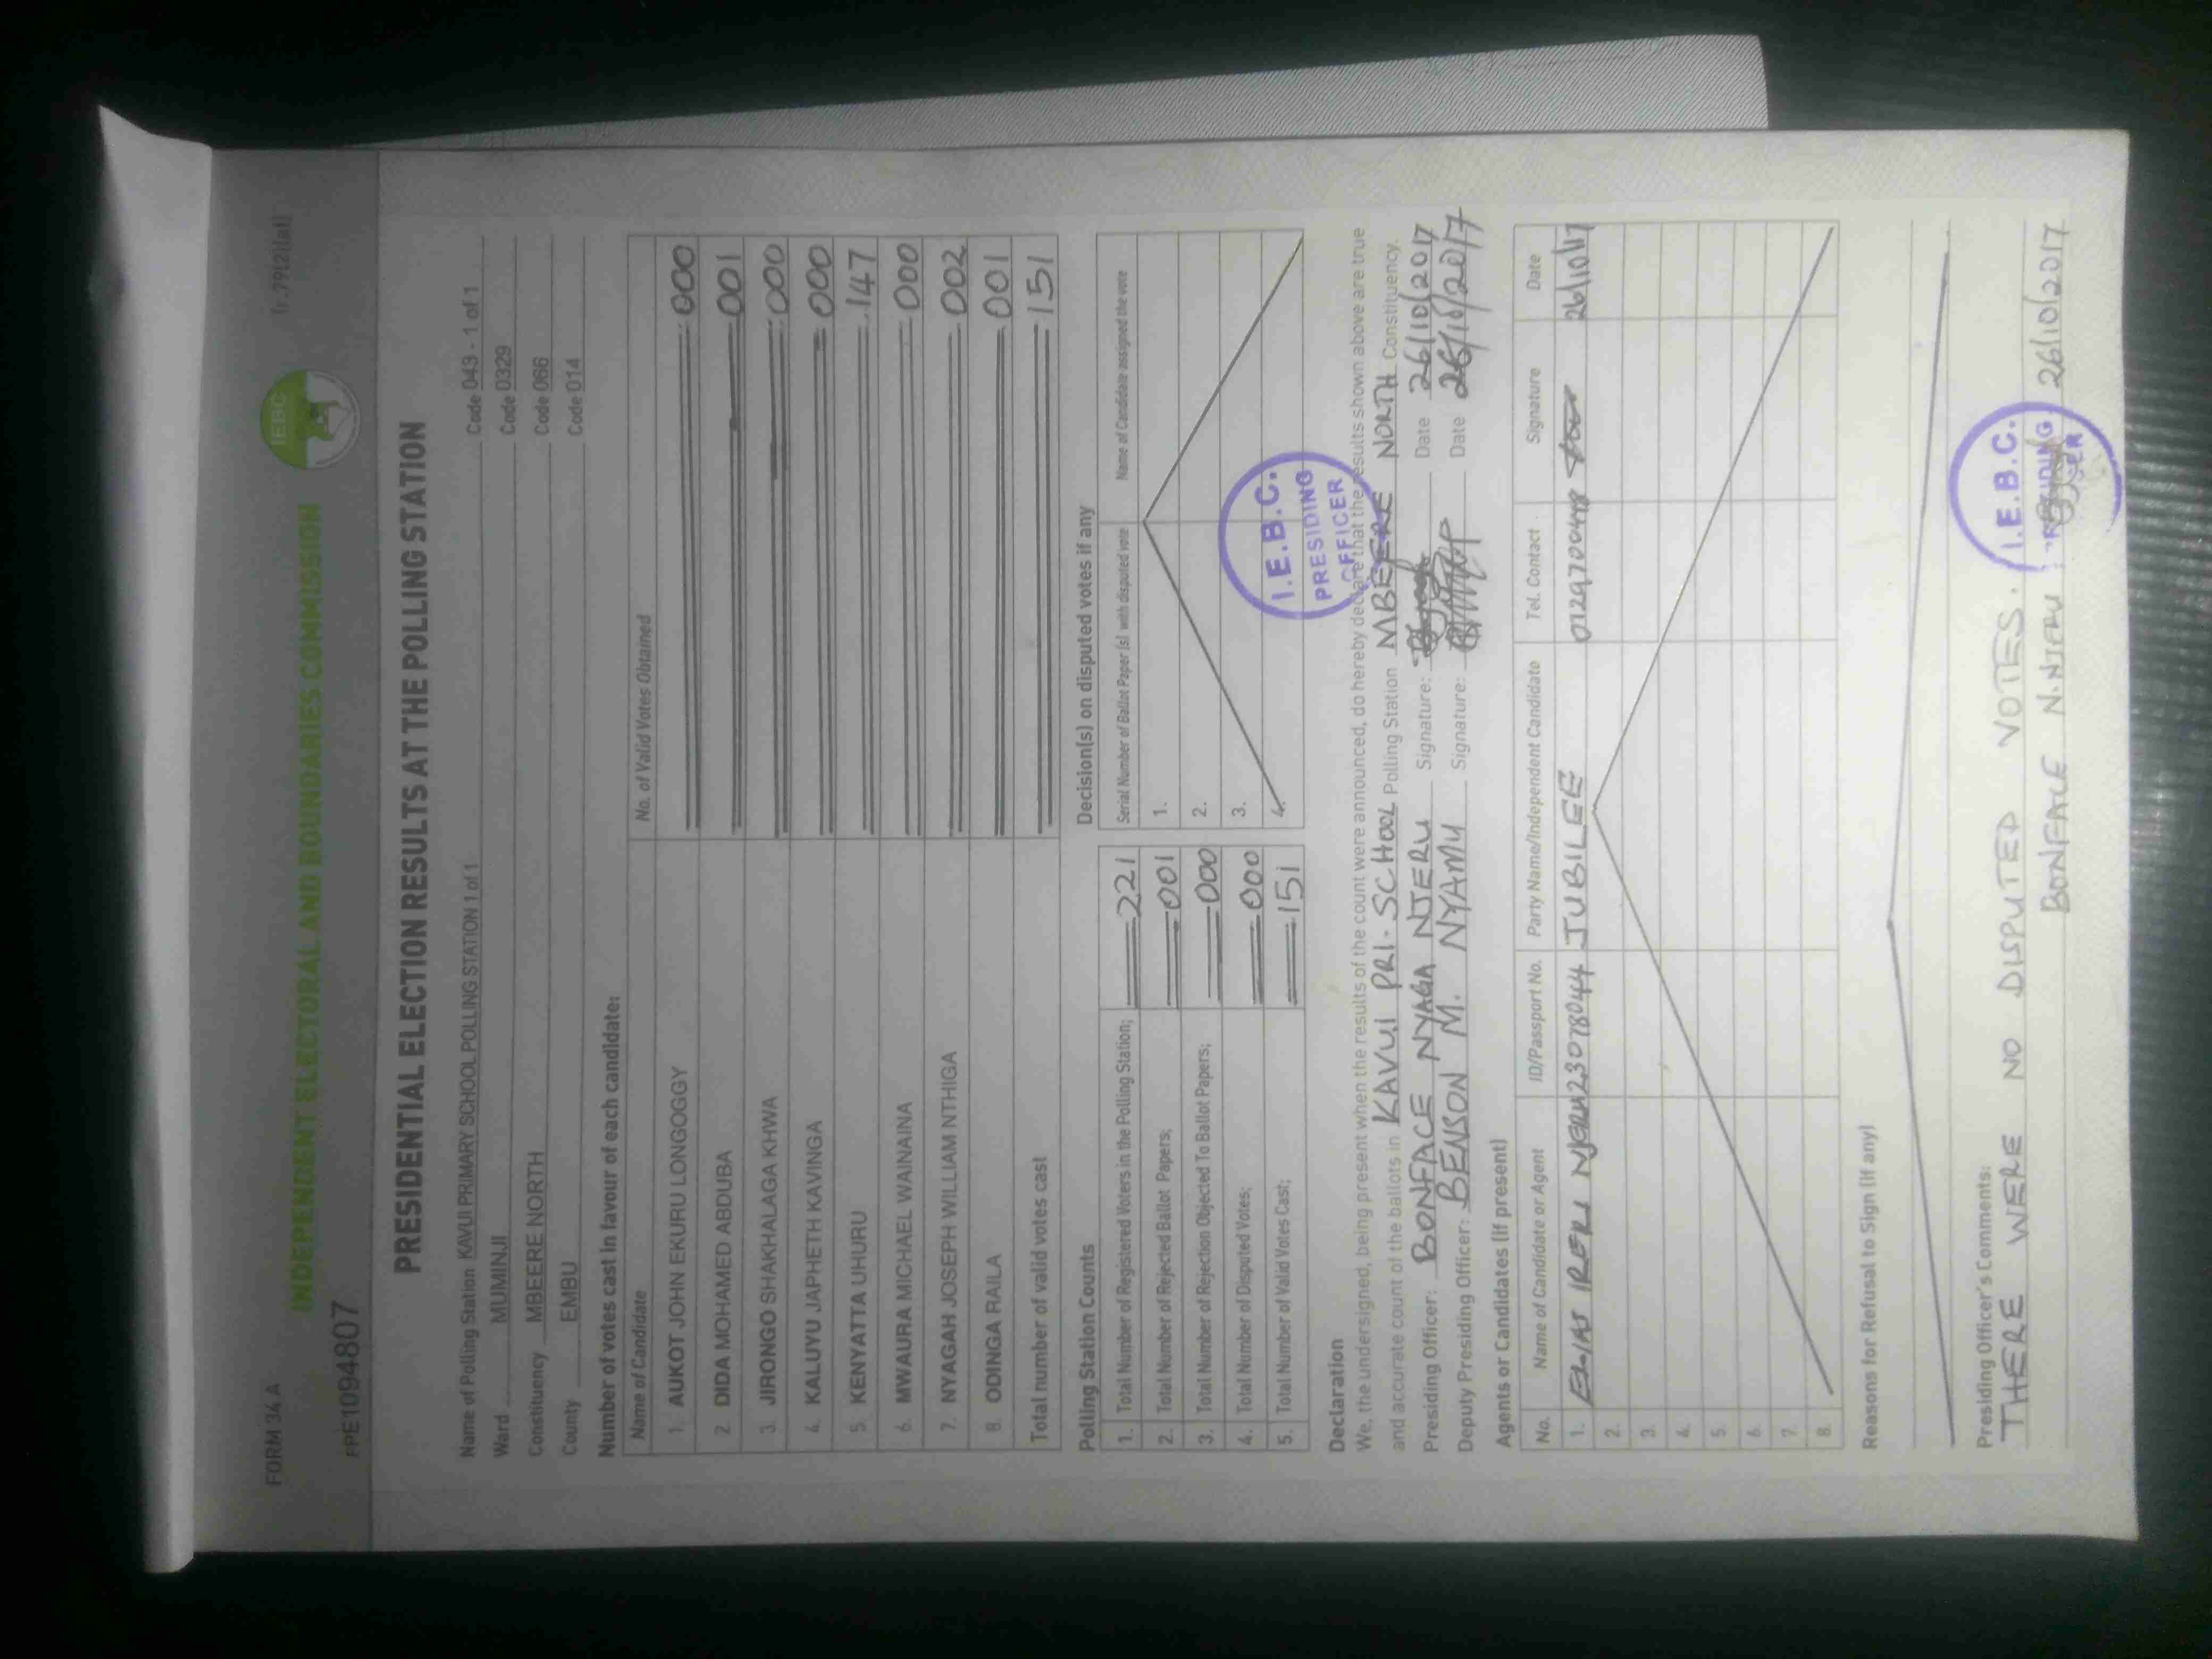 FORM 34 A
INDEPENDENT ELECTORAL AND BOUNDARIES COMMISSION
IEBC
(r.79(2)(a))
FPE1094807
PRESIDENTIAL ELECTION RESULTS AT THE POLLING STATION
Name of Polling Station KAVUI PRIMARY SCHOOL POLLING STATION 1 of 1 Code 043 - 1 of 1
Ward MUMINJI Code 0329
Constituency MBEERE NORTH Code 066
County EMBU Code 014
Number of votes cast in favour of each candidate:
Name of Candidate No. of Valid Votes Obtained
1. AUKOT JOHN EKURU LONGOGGY 000
2. DIDA MOHAMED ABDUBA 001
3. JIRONGO SHAKHALAGA KHWA 000
4. KALUYU JAPHETH KAVINGA 000
5. KENYATTA UHURU 147
6. MWAURA MICHAEL WAINAINA 000
7. NYAGAH JOSEPH WILLIAM NTHIGA 002
8. ODINGA RAILA 001
Total number of valid votes cast 151
Polling Station Counts
1. Total Number of Registered Voters in the Polling Station; 221
2. Total Number of Rejected Ballot Papers; 001
3. Total Number of Rejection Objected To Ballot Papers; 000
4. Total Number of Disputed Votes; 000
5. Total Number of Valid Votes Cast; 151
Decision(s) on disputed votes if any
Serial Number of Ballot Paper (s) with disputed vote Name of Candidate assigned the vote
1.
2.
3.
4.
I.E.B.C.
PRESIDING
OFFICER
Declaration
We, the undersigned, being present when the results of the count were announced, do hereby declare that the results shown above are true
and accurate count of the ballots in KAVUI PRI-SCHOOL Polling Station MBEERE NORTH Constituency.
Presiding Officer: BONFACE NYAGA NJERU Signature: Date 26/10/2017
Deputy Presiding Officer: BENSON M. NYAMU Signature: Date 26/10/2017
Agents or Candidates (if present)
No. Name of Candidate or Agent ID/Passport No. Party Name/Independent Candidate Tel. Contact Signature Date
1. ELIAS IRERI JUBILEE 26/10/17
2.
3.
4.
5.
6.
7.
8.
Reasons for Refusal to Sign (if any)
Presiding Officer's Comments:
THERE WERE NO DISPUTED VOTES.
BONFACE N. NJERU 26/10/2017
I.E.B.C.